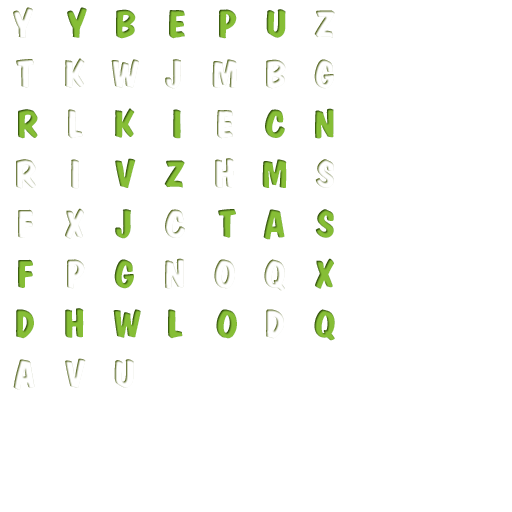 Y Y B E P U Z
T K W J M B G
R L K I E C N
R I V Z H M S
F X J C T A S
F P G N O Q X
D H W L O D Q
A V U